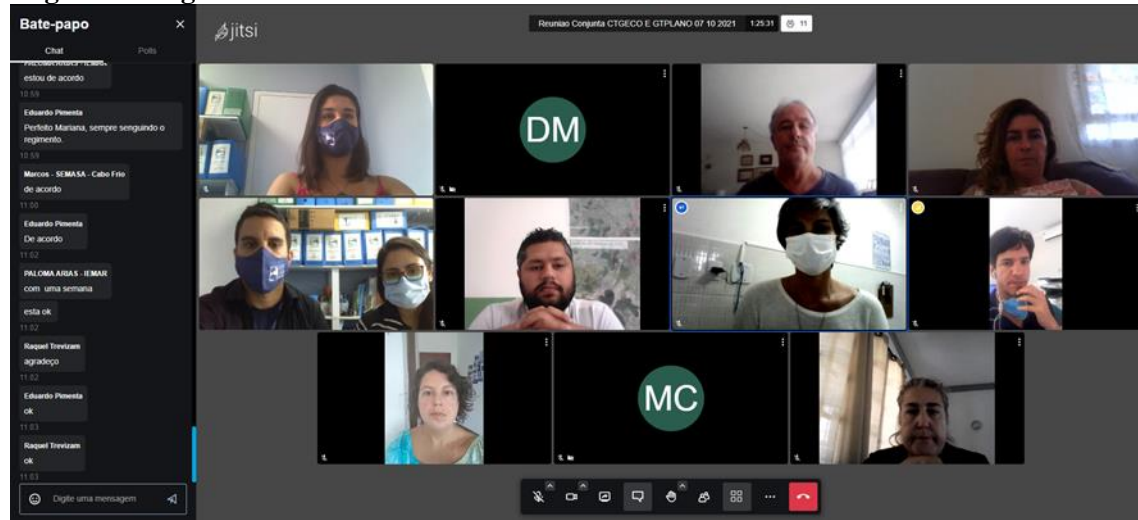 Bate-papo
Chat
Polls
estou de acordo
10:59
Eduardo Pimenta
Perfeito Mariana, sempre senguindo o
regimento.
10:59
Marcos - SEMASA - Cabo Frio
de acordo
11:00
Eduardo Pimenta
De acordo
11:02
PALOMA ARIAS - IEMAR
com uma semana
esta ok
11:02
Raquel Trevizam
agradeço
11:02
Eduardo Pimenta
ok
11:03
Raquel Trevizam
ok
11:03
Digite uma mensagem
jitsi
Reuniao Conjunta CTGECO E GTPLANO 07 10 2021
1:25:31
11
DM
MC